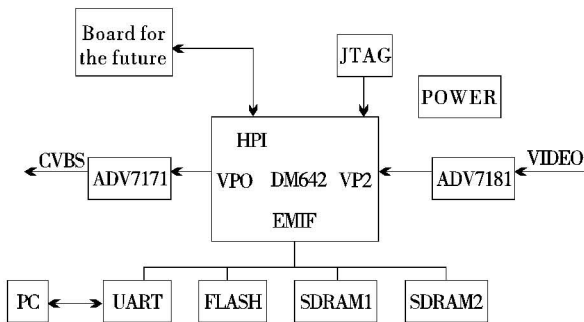 Board for
the future
JTAG
POWER
HPI
CVBS
ADV7171
VPO
DM642
VP2
ADV7181
VIDEO
EMIF
PC
UART
FLASH
SDRAM1
SDRAM2